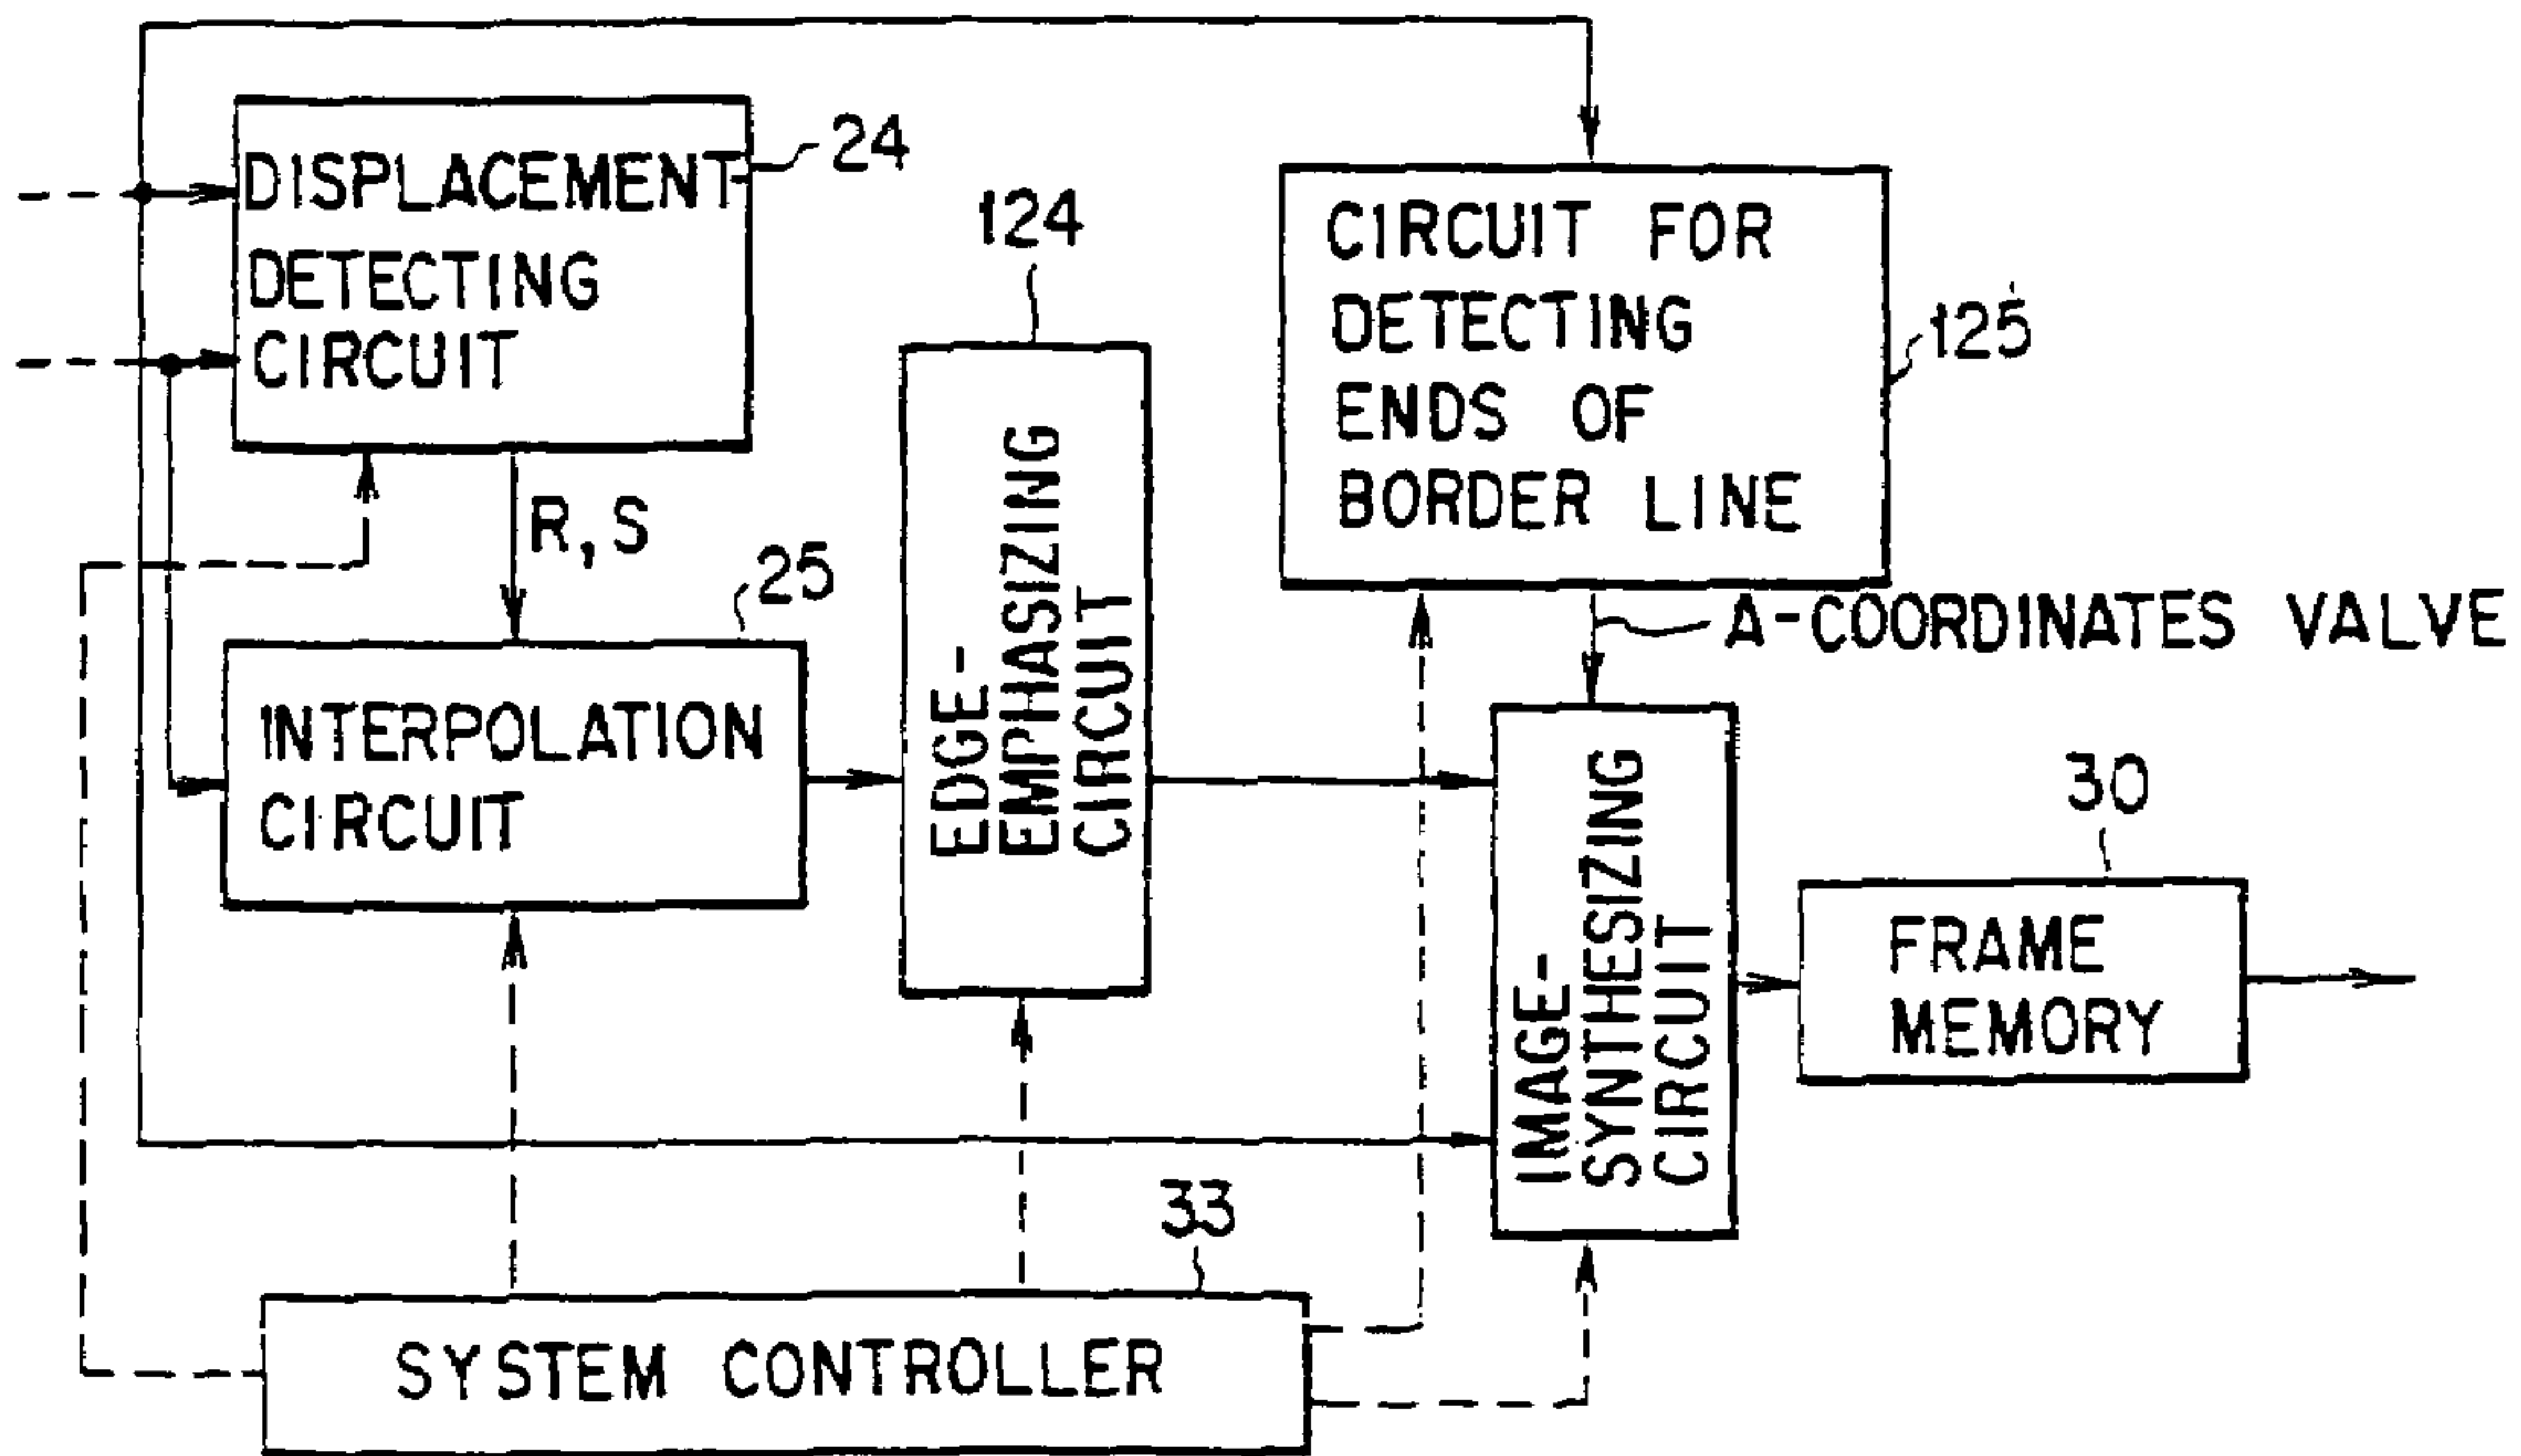 DISPLACEMENT
DETECTING
CIRCUIT
24
R, S
25
INTERPOLATION
CIRCUIT
124
EDGE-
EMPHASIZING
CIRCUIT
CIRCUIT FOR
DETECTING
ENDS OF
BORDER LINE
125
A-COORDINATES VALVE
IMAGE-
SYNTHESIZING
CIRCUIT
30
FRAME
MEMORY
33
SYSTEM CONTROLLER